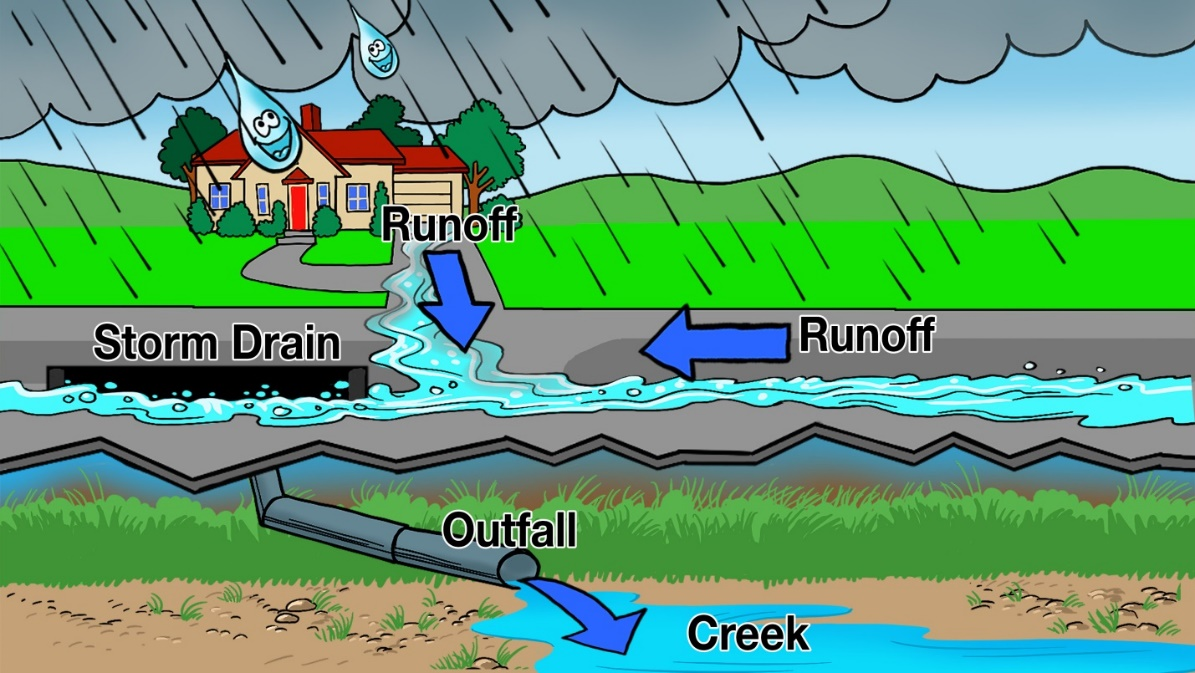 Runoff
Storm Drain
Runoff
Outfall
Creek